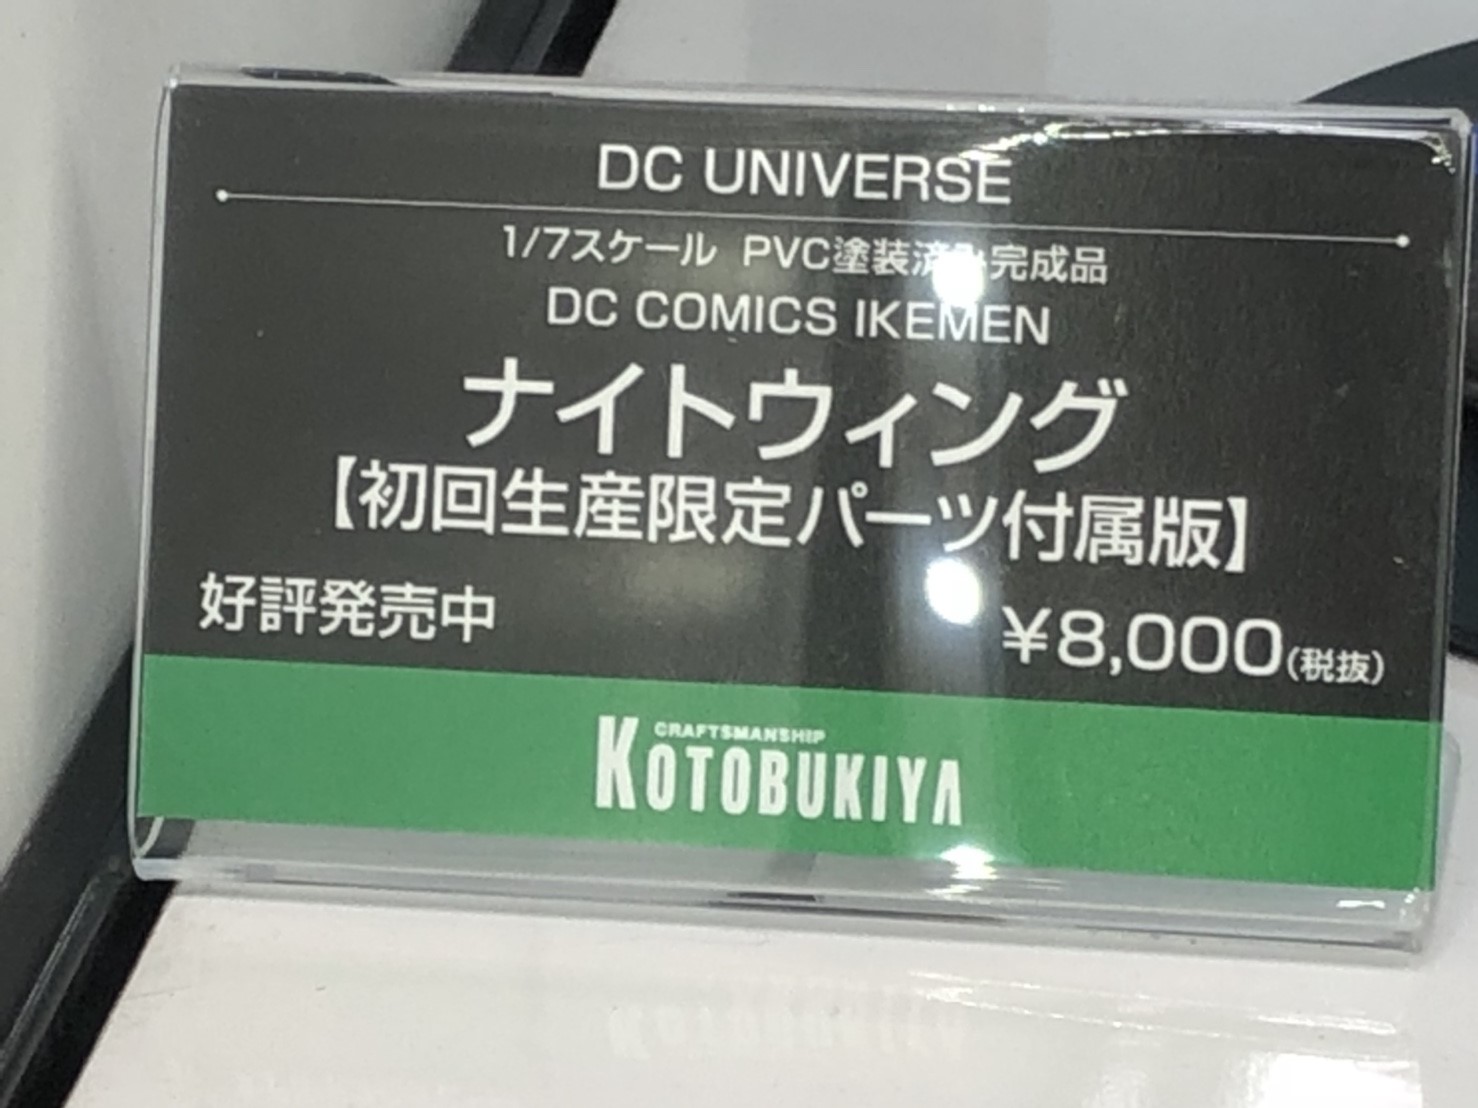 DC UNIVERSE
1/7スケール PVC塗装済み完成品
DC COMICS IKEMEN
ナイトウィング
【初回生産限定パーツ付属版】
好評発売中
¥8,000(税抜)
CRAFTSMANSHIP
KOTOBUKIYA